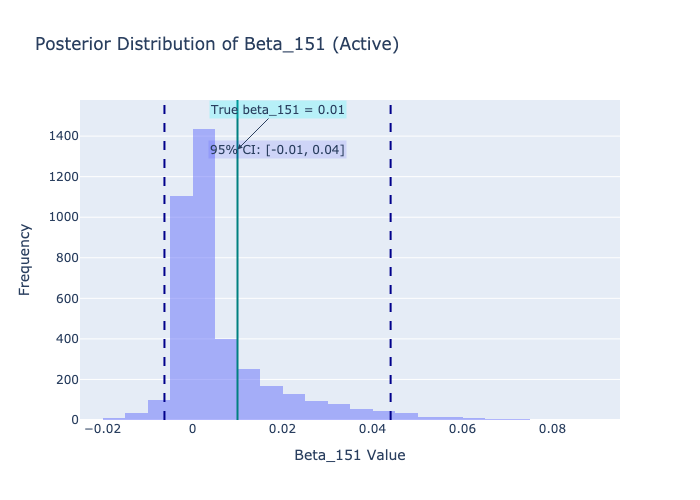 Posterior Distribution of Beta_151 (Active)
True beta_151 = 0.01
95% CI: [-0.01, 0.04]
1400
1200
1000
800
600
400
200
0
Frequency
−0.02
0
0.02
0.04
0.06
0.08
Beta_151 Value